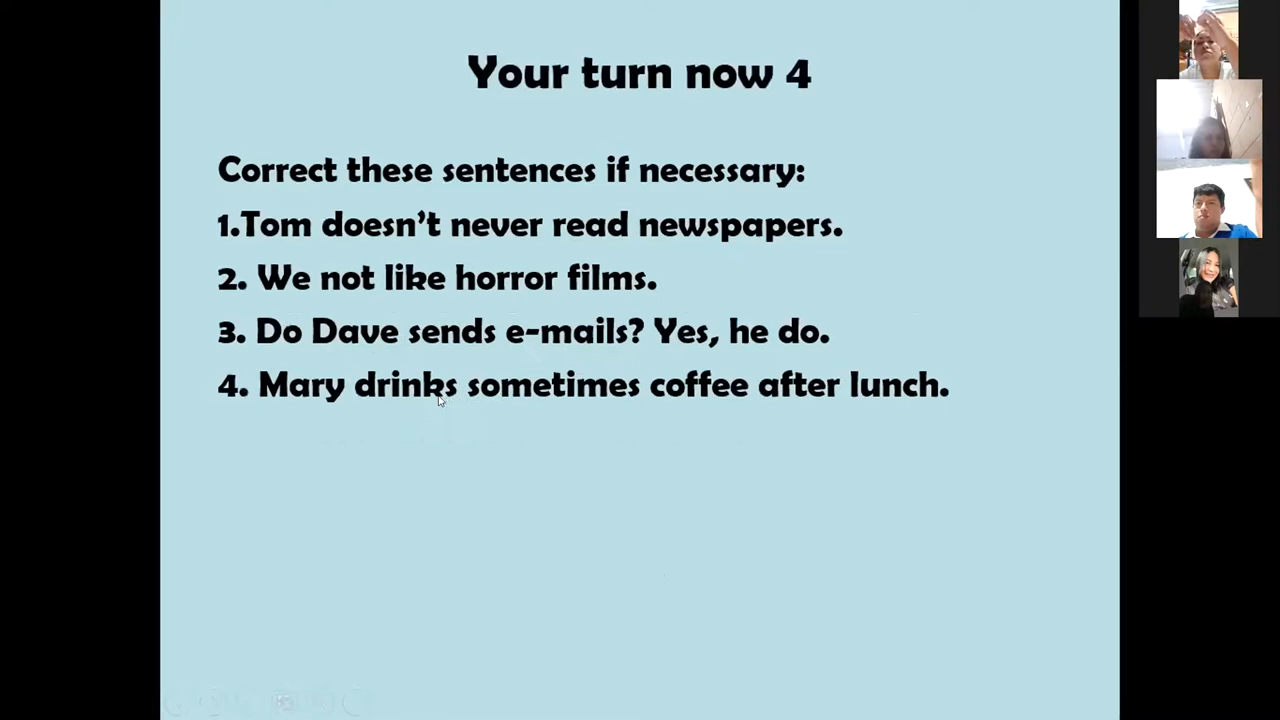 Your turn now 4
Correct these sentences if necessary:
1.Tom doesn’t never read newspapers.
2. We not like horror films.
3. Do Dave sends e-mails? Yes, he do.
4. Mary drinks sometimes coffee after lunch.